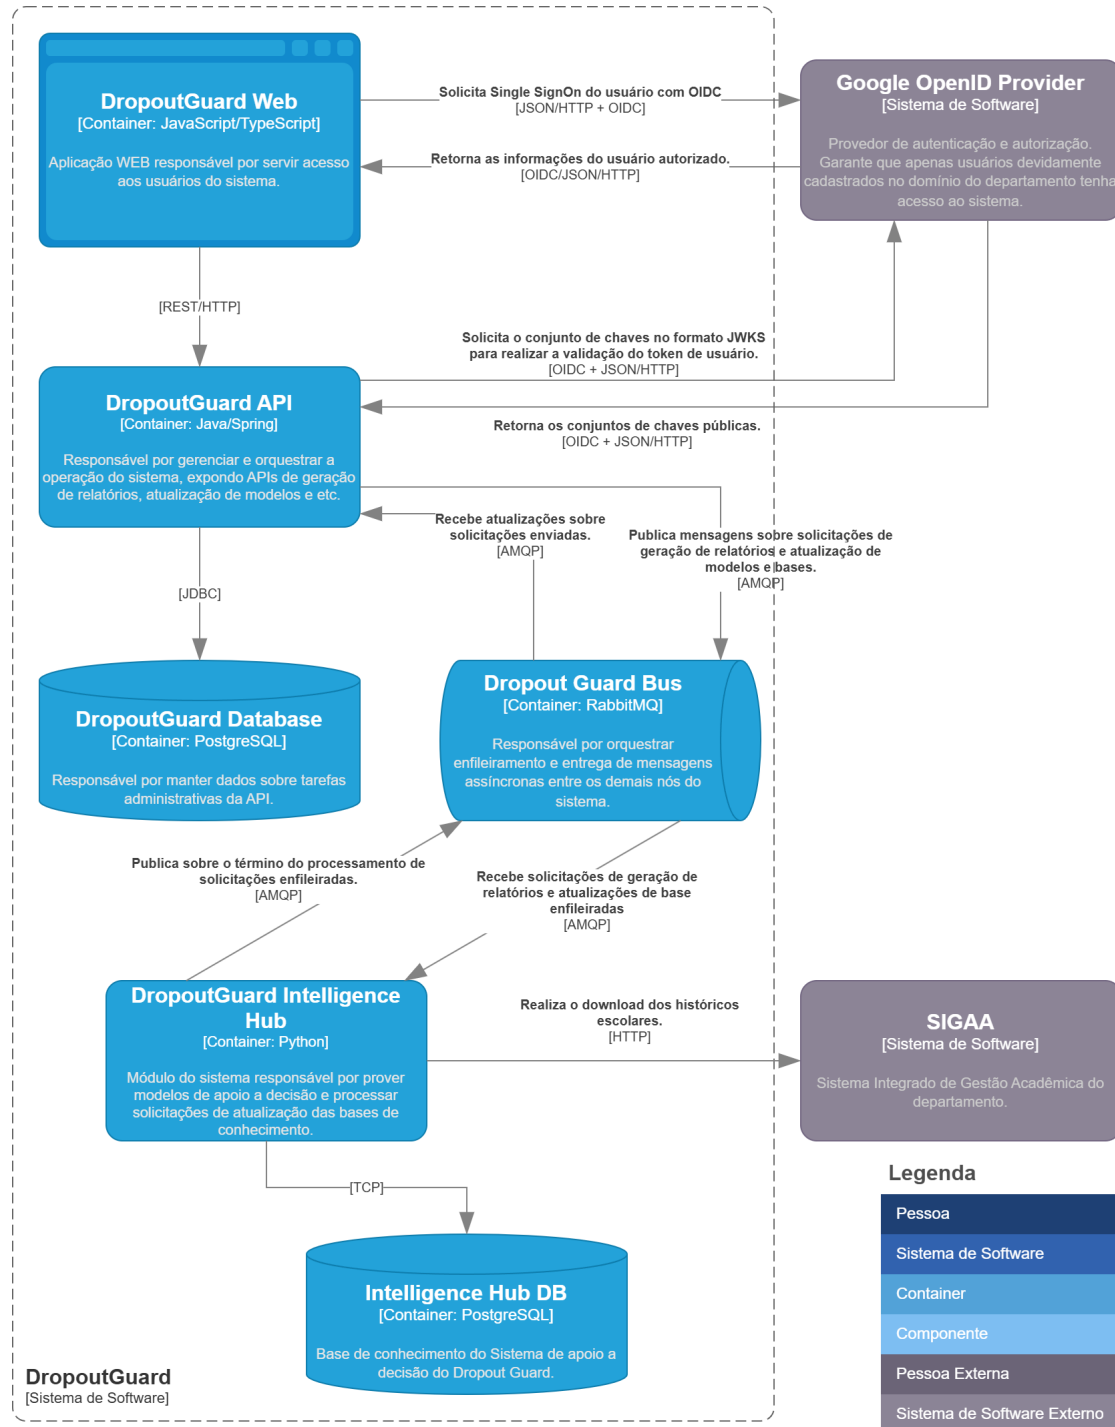 DropoutGuard Web
[Container: JavaScript/TypeScript]
Aplicação WEB responsável por servir acesso
aos usuários do sistema.
Solicita Single SignOn do usuário com OIDC
[JSON/HTTP + OIDC]
Retorna as informações do usuário autorizado.
[OIDC/JSON/HTTP]
Google OpenID Provider
[Sistema de Software]
Provedor de autenticação e autorização.
Garante que apenas usuários devidamente
cadastrados no domínio do departamento tenha
acesso ao sistema.
[REST/HTTP]
Solicita o conjunto de chaves no formato JWKS
para realizar a validação do token de usuário.
[OIDC + JSON/HTTP]
DropoutGuard API
[Container: Java/Spring]
Responsável por gerenciar e orquestrar a
operação do sistema, expondo APIs de geração
de relatórios, atualização de modelos e etc.
Retorna os conjuntos de chaves públicas.
[OIDC + JSON/HTTP]
Recebe atualizações sobre
solicitações enviadas.
[AMQP]
Publica mensagens sobre solicitações de
geração de relatórios e atualização de
modelos e bases.
[AMQP]
[JDBC]
DropoutGuard Database
[Container: PostgreSQL]
Responsável por manter dados sobre tarefas
administrativas da API.
Dropout Guard Bus
[Container: RabbitMQ]
Responsável por orquestrar
enfileiramento e entrega de mensagens
assíncronas entre os demais nós do
sistema.
Publica sobre o término do processamento de
solicitações enfileiradas.
[AMQP]
Recebe solicitações de geração de
relatórios e atualizações de base
enfileiradas
[AMQP]
DropoutGuard Intelligence
Hub
[Container: Python]
Módulo do sistema responsável por prover
modelos de apoio a decisão e processar
solicitações de atualização das bases de
conhecimento.
Realiza o download dos históricos
escolares.
[HTTP]
SIGAA
[Sistema de Software]
Sistema Integrado de Gestão Acadêmica do
departamento.
[TCP]
Intelligence Hub DB
[Container: PostgreSQL]
Base de conhecimento do Sistema de apoio a
decisão do Dropout Guard.
DropoutGuard
[Sistema de Software]
Legenda
Pessoa
Sistema de Software
Container
Componente
Pessoa Externa
Sistema de Software Externo